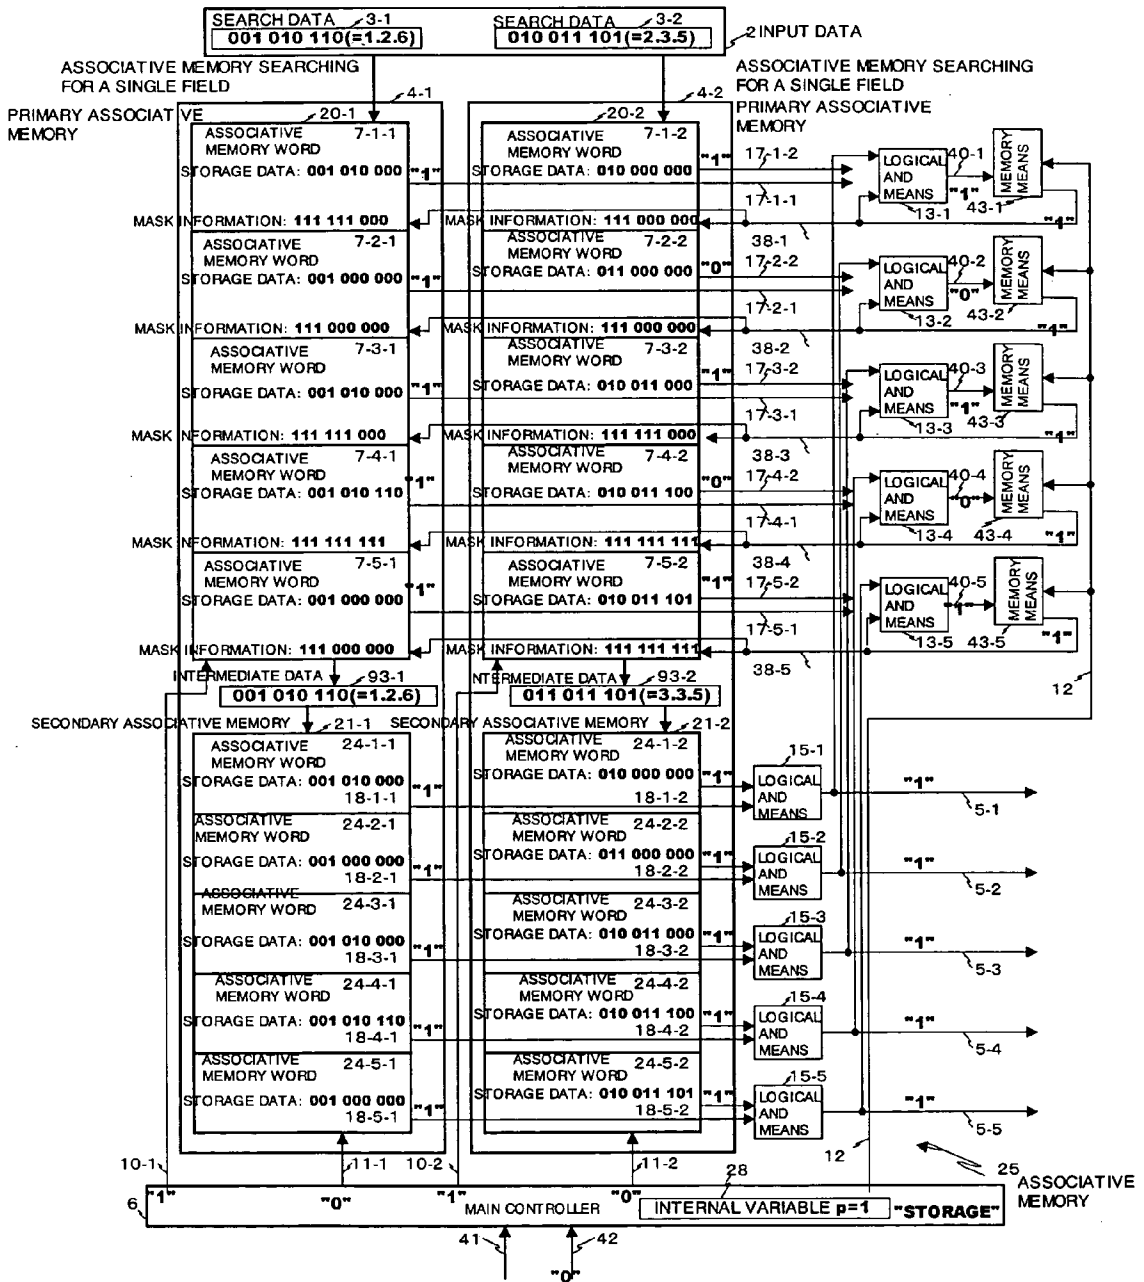 SEARCH DATA 3-1
001 010 110(=1.2.6)
SEARCH DATA 3-2
010 011 101(=2.3.5)
2 INPUT DATA
ASSOCIATIVE MEMORY SEARCHING
FOR A SINGLE FIELD
ASSOCIATIVE MEMORY SEARCHING
FOR A SINGLE FIELD
4-1
4-2
PRIMARY ASSOCIATIVE
MEMORY
PRIMARY ASSOCIATIVE
MEMORY
20-1
20-2
ASSOCIATIVE
MEMORY WORD
7-1-1
STORAGE DATA: 001 010 000
"1"
MASK INFORMATION: 111 111 000
ASSOCIATIVE
MEMORY WORD
7-1-2
STORAGE DATA: 010 000 000
"1"
MASK INFORMATION: 111 000 000
17-1-2
17-1-1
38-1
LOGICAL
AND
MEANS
13-1
40-1
"1"
MEMORY
MEANS
43-1
"1"
ASSOCIATIVE
MEMORY WORD
7-2-1
STORAGE DATA: 001 000 000
"1"
MASK INFORMATION: 111 000 000
ASSOCIATIVE
MEMORY WORD
7-2-2
STORAGE DATA: 011 000 000
"0"
MASK INFORMATION: 111 000 000
17-2-2
17-2-1
38-2
LOGICAL
AND
MEANS
13-2
40-2
"0"
MEMORY
MEANS
43-2
"1"
ASSOCIATIVE
MEMORY WORD
7-3-1
STORAGE DATA: 001 010 000
"1"
MASK INFORMATION: 111 111 000
ASSOCIATIVE
MEMORY WORD
7-3-2
STORAGE DATA: 010 011 000
"1"
MASK INFORMATION: 111 111 000
17-3-2
17-3-1
38-3
LOGICAL
AND
MEANS
13-3
40-3
"1"
MEMORY
MEANS
43-3
"1"
ASSOCIATIVE
MEMORY WORD
7-4-1
STORAGE DATA: 001 010 110
"1"
MASK INFORMATION: 111 111 111
ASSOCIATIVE
MEMORY WORD
7-4-2
STORAGE DATA: 010 011 100
"0"
MASK INFORMATION: 111 111 111
17-4-2
17-4-1
38-4
LOGICAL
AND
MEANS
13-4
40-4
"0"
MEMORY
MEANS
43-4
"1"
ASSOCIATIVE
MEMORY WORD
7-5-1
STORAGE DATA: 001 000 000
"1"
MASK INFORMATION: 111 000 000
ASSOCIATIVE
MEMORY WORD
7-5-2
STORAGE DATA: 010 011 101
"1"
MASK INFORMATION: 111 111 111
17-5-2
17-5-1
38-5
LOGICAL
AND
MEANS
13-5
40-5
"1"
MEMORY
MEANS
43-5
"1"
12
INTERMEDIATE DATA 93-1
001 010 110(=1.2.6)
INTERMEDIATE DATA 93-2
011 011 101(=3.3.5)
SECONDARY ASSOCIATIVE MEMORY 21-1
SECONDARY ASSOCIATIVE MEMORY 21-2
ASSOCIATIVE
MEMORY WORD
24-1-1
STORAGE DATA: 001 010 000
"1"
18-1-1
ASSOCIATIVE
MEMORY WORD
24-1-2
STORAGE DATA: 010 000 000
"1"
18-1-2
15-1
LOGICAL
AND
MEANS
"1"
5-1
ASSOCIATIVE
MEMORY WORD
24-2-1
STORAGE DATA: 001 000 000
"1"
18-2-1
ASSOCIATIVE
MEMORY WORD
24-2-2
STORAGE DATA: 011 000 000
"1"
18-2-2
15-2
LOGICAL
AND
MEANS
"1"
5-2
ASSOCIATIVE
MEMORY WORD
24-3-1
STORAGE DATA: 001 010 000
"1"
18-3-1
ASSOCIATIVE
MEMORY WORD
24-3-2
STORAGE DATA: 010 011 000
"1"
18-3-2
15-3
LOGICAL
AND
MEANS
"1"
5-3
ASSOCIATIVE
MEMORY WORD
24-4-1
STORAGE DATA: 001 010 110
"1"
18-4-1
ASSOCIATIVE
MEMORY WORD
24-4-2
STORAGE DATA: 010 011 100
"1"
18-4-2
15-4
LOGICAL
AND
MEANS
"1"
5-4
ASSOCIATIVE
MEMORY WORD
24-5-1
STORAGE DATA: 001 000 000
"1"
18-5-1
ASSOCIATIVE
MEMORY WORD
24-5-2
STORAGE DATA: 010 011 101
"1"
18-5-2
15-5
LOGICAL
AND
MEANS
"1"
5-5
10-1
11-1
10-2
11-2
12
25
ASSOCIATIVE
MEMORY
28
6
"1"
"0"
"1"
"0"
MAIN CONTROLLER
INTERNAL VARIABLE p=1
"STORAGE"
41
42
"0"